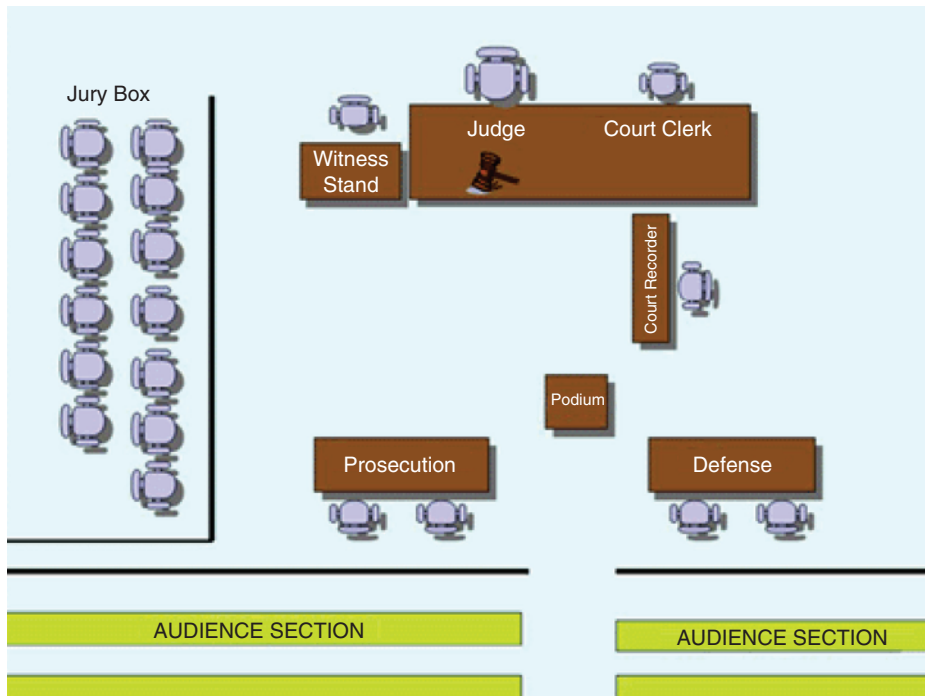 Jury Box
Judge
Court Clerk
Witness
Stand
Court Recorder
Podium
Prosecution
Defense
AUDIENCE SECTION
AUDIENCE SECTION